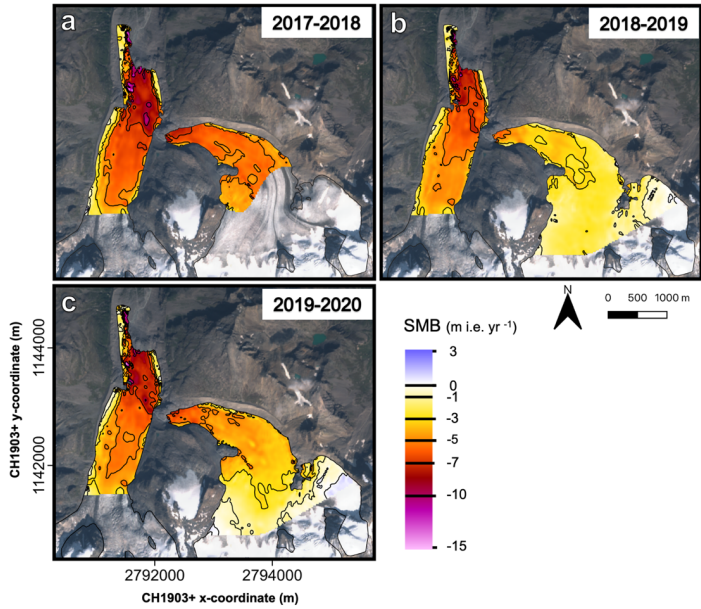 a
2017-2018
b
2018-2019
c
2019-2020
N
0 500 1000 m
SMB (m i.e. yr -1)
3
0
-1
-3
-5
-7
-10
-15
1144000
1142000
CH1903+ y-coordinate (m)
2792000 2794000
CH1903+ x-coordinate (m)